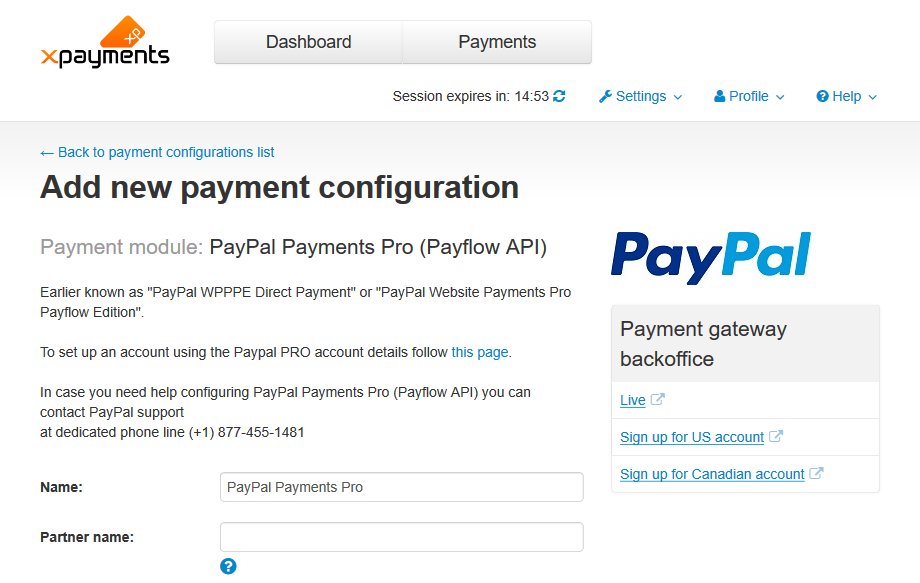 xp
xpayments
Dashboard
Payments
Session expires in: 14:53
Settings
Profile
Help
← Back to payment configurations list
Add new payment configuration
Payment module: PayPal Payments Pro (Payflow API)
PayPal
Earlier known as "PayPal WPPPE Direct Payment" or "PayPal Website Payments Pro
Payflow Edition".
To set up an account using the Paypal PRO account details follow this page.
In case you need help configuring PayPal Payments Pro (Payflow API) you can
contact PayPal support
at dedicated phone line (+1) 877-455-1481
Payment gateway
backoffice
Live
Sign up for US account
Sign up for Canadian account
Name:
PayPal Payments Pro
Partner name:
?